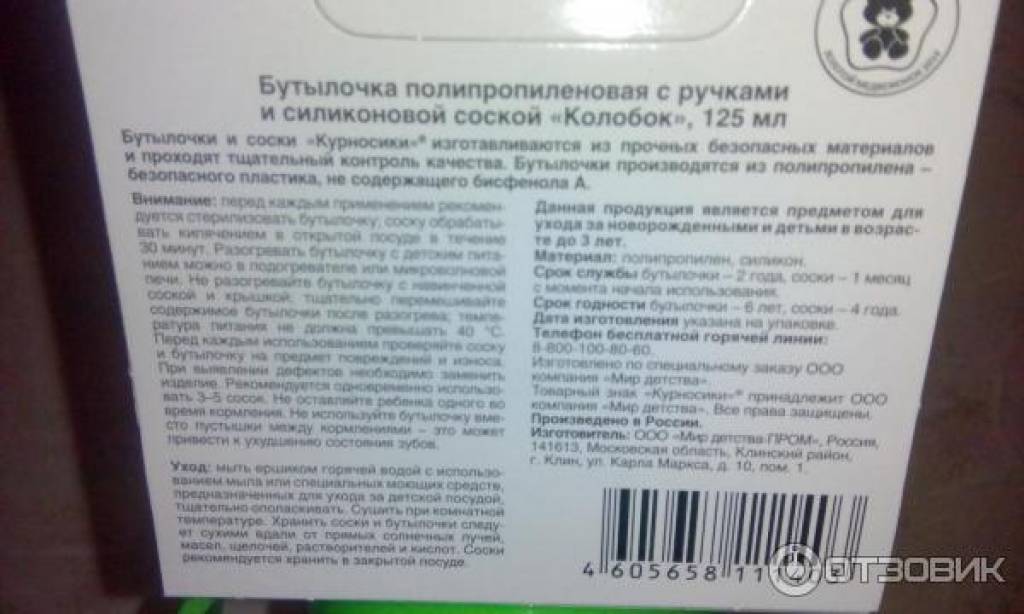 Бутылочка полипропиленовая с ручками
и силиконовой соской «Колобок», 125 мл
Бутылочки и соски «Курносики»® изготавливаются из прочных безопасных материалов
и проходят тщательный контроль качества. Бутылочки производятся из полипропилена –
безопасного пластика, не содержащего бисфенола А.
Внимание: перед каждым применением рекомен-
дуется стерилизовать бутылочку; соску обрабаты-
вать кипячением в открытой посуде в течение
30 минут. Разогревать бутылочку с детским пита-
нием можно в подогревателе или микроволновой
печи. Не разогревайте бутылочку с навинченной
соской и крышкой; тщательно перемешивайте
содержимое бутылочки после разогрева; темпе-
ратура питания не должна превышать 40 °С.
Перед каждым использованием проверяйте соску
и бутылочку на предмет повреждений и износа.
При выявлении дефектов необходимо заменить
изделие. Рекомендуется одновременно использо-
вать 3–5 сосок. Не оставляйте ребенка одного во
время кормления. Не используйте бутылочку вме-
сто пустышки между кормлениями – это может
привести к ухудшению состояния зубов.
Уход: мыть ершиком горячей водой с использо-
ванием мыла или специальных моющих средств,
предназначенных для ухода за детской посудой,
тщательно ополаскивать. Сушить при комнатной
температуре. Хранить соски и бутылочки следу-
ет сухими вдали от прямых солнечных лучей,
масел, щелочей, растворителей и кислот. Соски
рекомендуется хранить в закрытой посуде.
Данная продукция является предметом для
ухода за новорожденными и детьми в возрас-
те до 3 лет.
Материал: полипропилен, силикон.
Срок службы бутылочки – 2 года, соски – 1 месяц
с момента начала использования.
Срок годности бутылочки – 6 лет, соски – 4 года.
Дата изготовления указана на упаковке.
Телефон бесплатной горячей линии:
8-800-100-80-60.
Изготовлено по специальному заказу ООО
компания «Мир детства».
Товарный знак «Курносики»® принадлежит ООО
компания «Мир детства». Все права защищены.
Произведено в России.
Изготовитель: ООО «Мир детства-ПРОМ», Россия,
141613, Московская область, Клинский район,
г. Клин, ул. Карла Маркса, д. 10, пом. 1.
4 605658
ОТЗОВИК